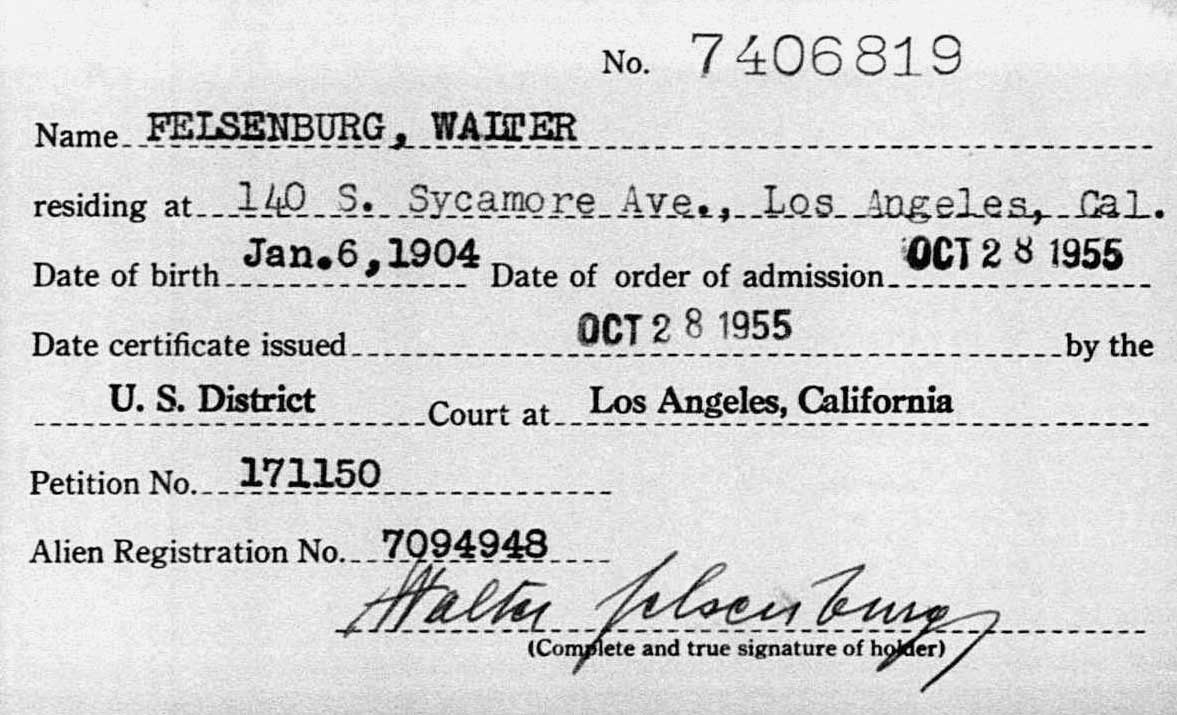 No. 7406819
Name FELSENBURG, WALTER
residing at 140 S. Sycamore Ave., Los Angeles, Cal.
Date of birth Jan. 6, 1904 Date of order of admission OCT 28 1955
Date certificate issued OCT 28 1955 by the
U. S. District Court at Los Angeles, California
Petition No. 171150
Alien Registration No. 7094948
Walter Felsenburg
(Complete and true signature of holder)